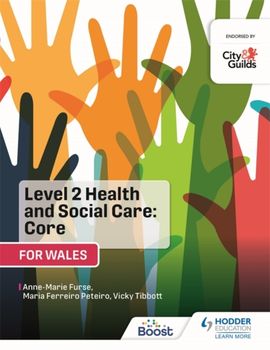 ENDORSED BY
City&
Guilds
Level 2 Health
and Social Care:
Core
FOR WALES
Anne-Marie Furse,
Maria Ferreiro Peteiro, Vicky Tibbott
Boost
HODDER
EDUCATION
LEARN MORE